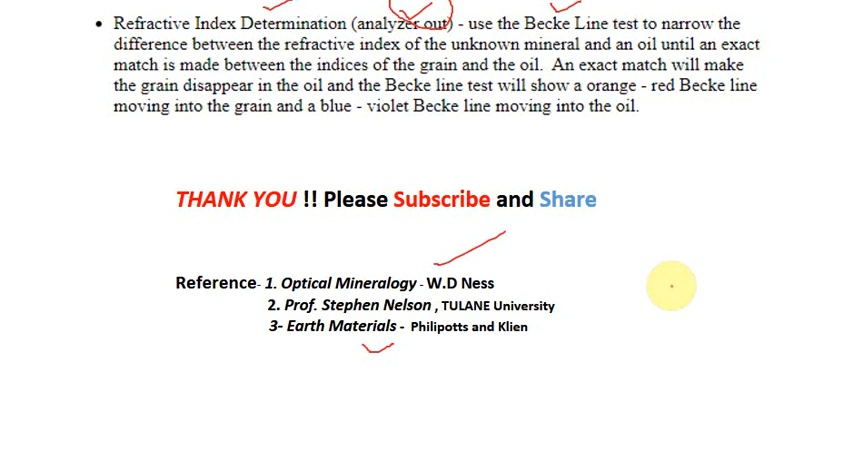 • Refractive Index Determination (analyzer out) - use the Becke Line test to narrow the
difference between the refractive index of the unknown mineral and an oil until an exact
match is made between the indices of the grain and the oil. An exact match will make
the grain disappear in the oil and the Becke line test will show a orange - red Becke line
moving into the grain and a blue - violet Becke line moving into the oil.
THANK YOU !! Please Subscribe and Share
Reference- 1. Optical Mineralogy - W.D Ness
2. Prof. Stephen Nelson , TULANE University
3- Earth Materials - Philipotts and Klien